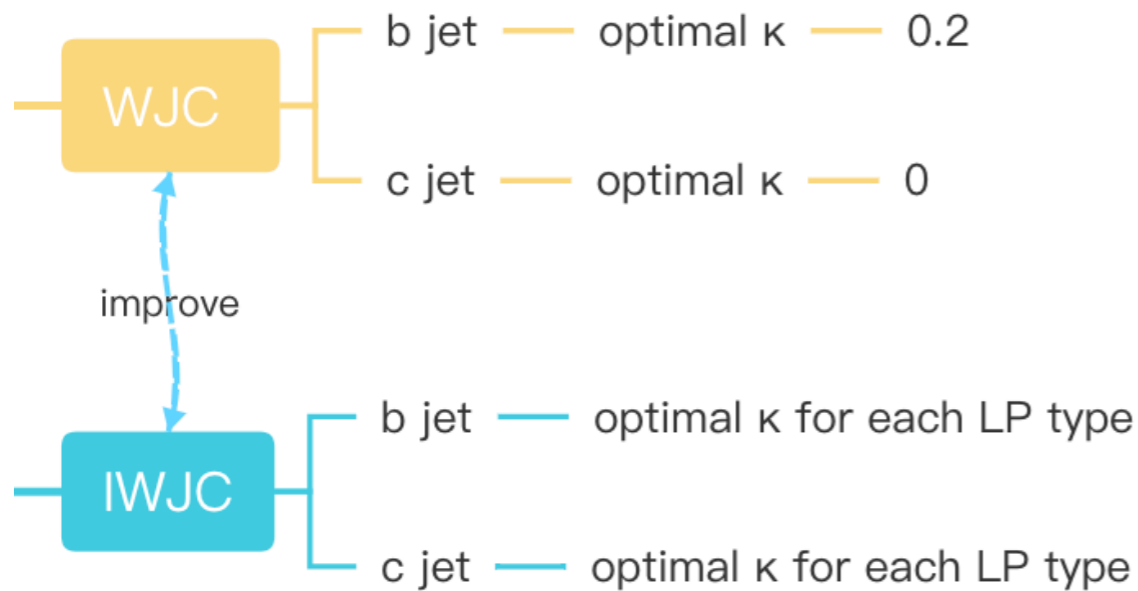 b jet optimal κ 0.2
WJC
c jet optimal κ 0
improve
b jet optimal κ for each LP type
IWJC
c jet optimal κ for each LP type